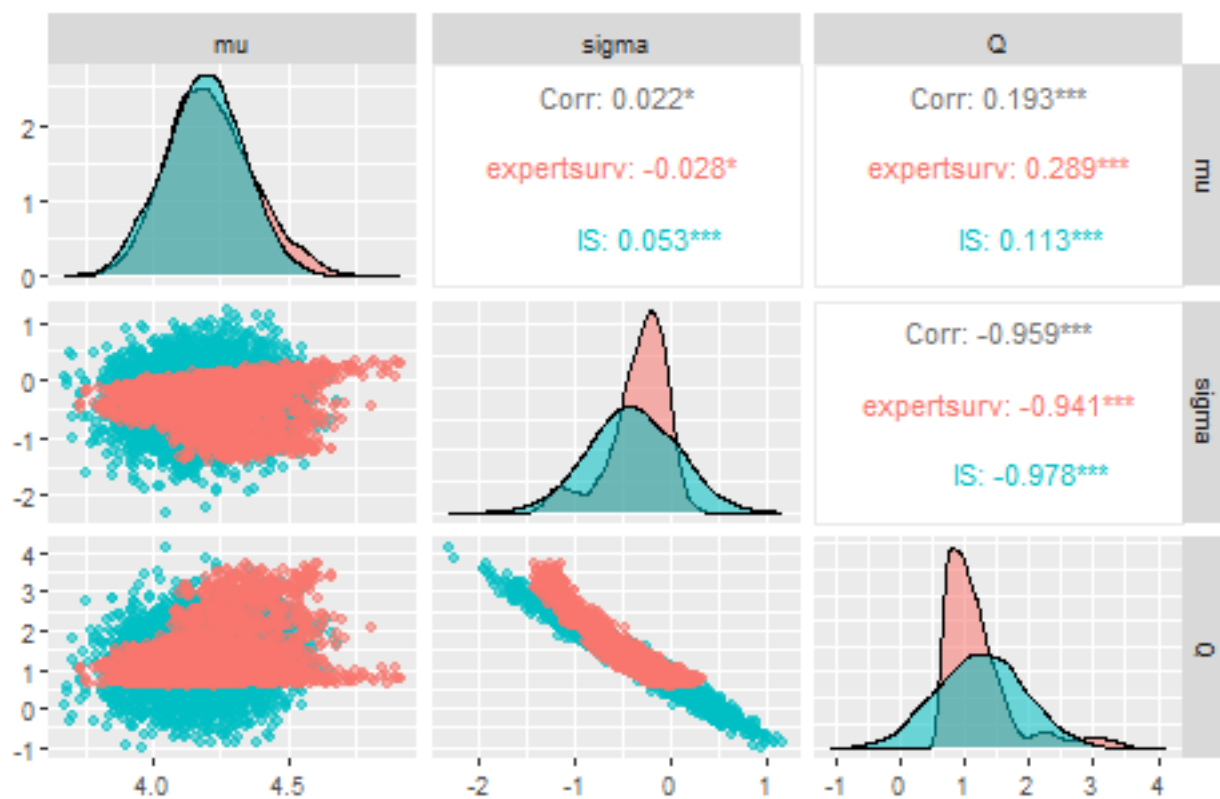 mu
sigma
Q
2
1
0
Corr: 0.022*
expertsurv: -0.028*
IS: 0.053***
Corr: 0.193***
expertsurv: 0.289***
IS: 0.113***
mu
1
0
-1
-2
Corr: -0.959***
expertsurv: -0.941***
IS: -0.978***
sigma
4
3
2
1
0
-1
Q
4.0
4.5
-2
-1
0
1
-1
0
1
2
3
4